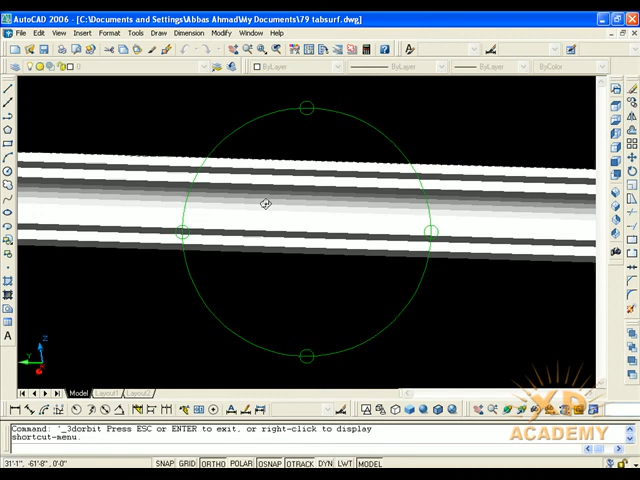 AutoCAD 2006 - [C:\Documents and Settings\Abbas Ahmad\My Documents\79 tabsurf.dwg]
File Edit View Insert Format Tools Draw Dimension Modify Window Help
0 ByLayer ByLayer ByLayer ByColor
Z
Y
Model Layout1 Layout2
Command: '_3dorbit Press ESC or ENTER to exit, or right-click to display
shortcut-menu.
XD
ACADEMY
31'-1", -61'-8", 0'-0" SNAP GRID ORTHO POLAR OSNAP OTRACK DYN LWT MODEL